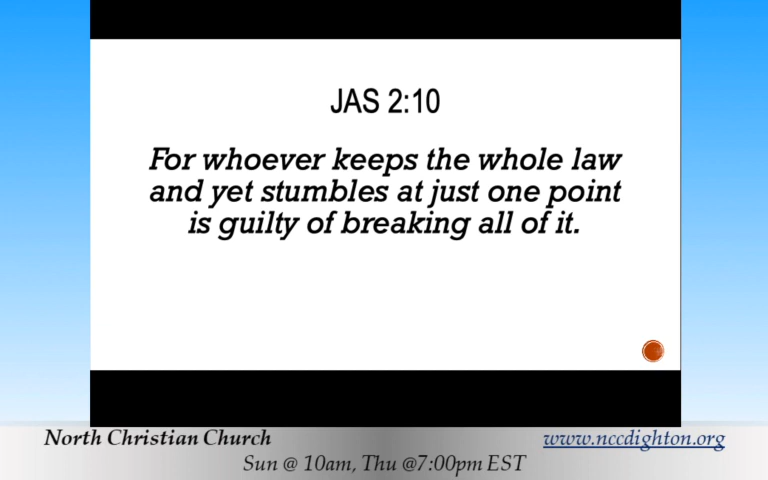 JAS 2:10
For whoever keeps the whole law
and yet stumbles at just one point
is guilty of breaking all of it.
North Christian Church
www.nccdighton.org
Sun @ 10am, Thu @7:00pm EST